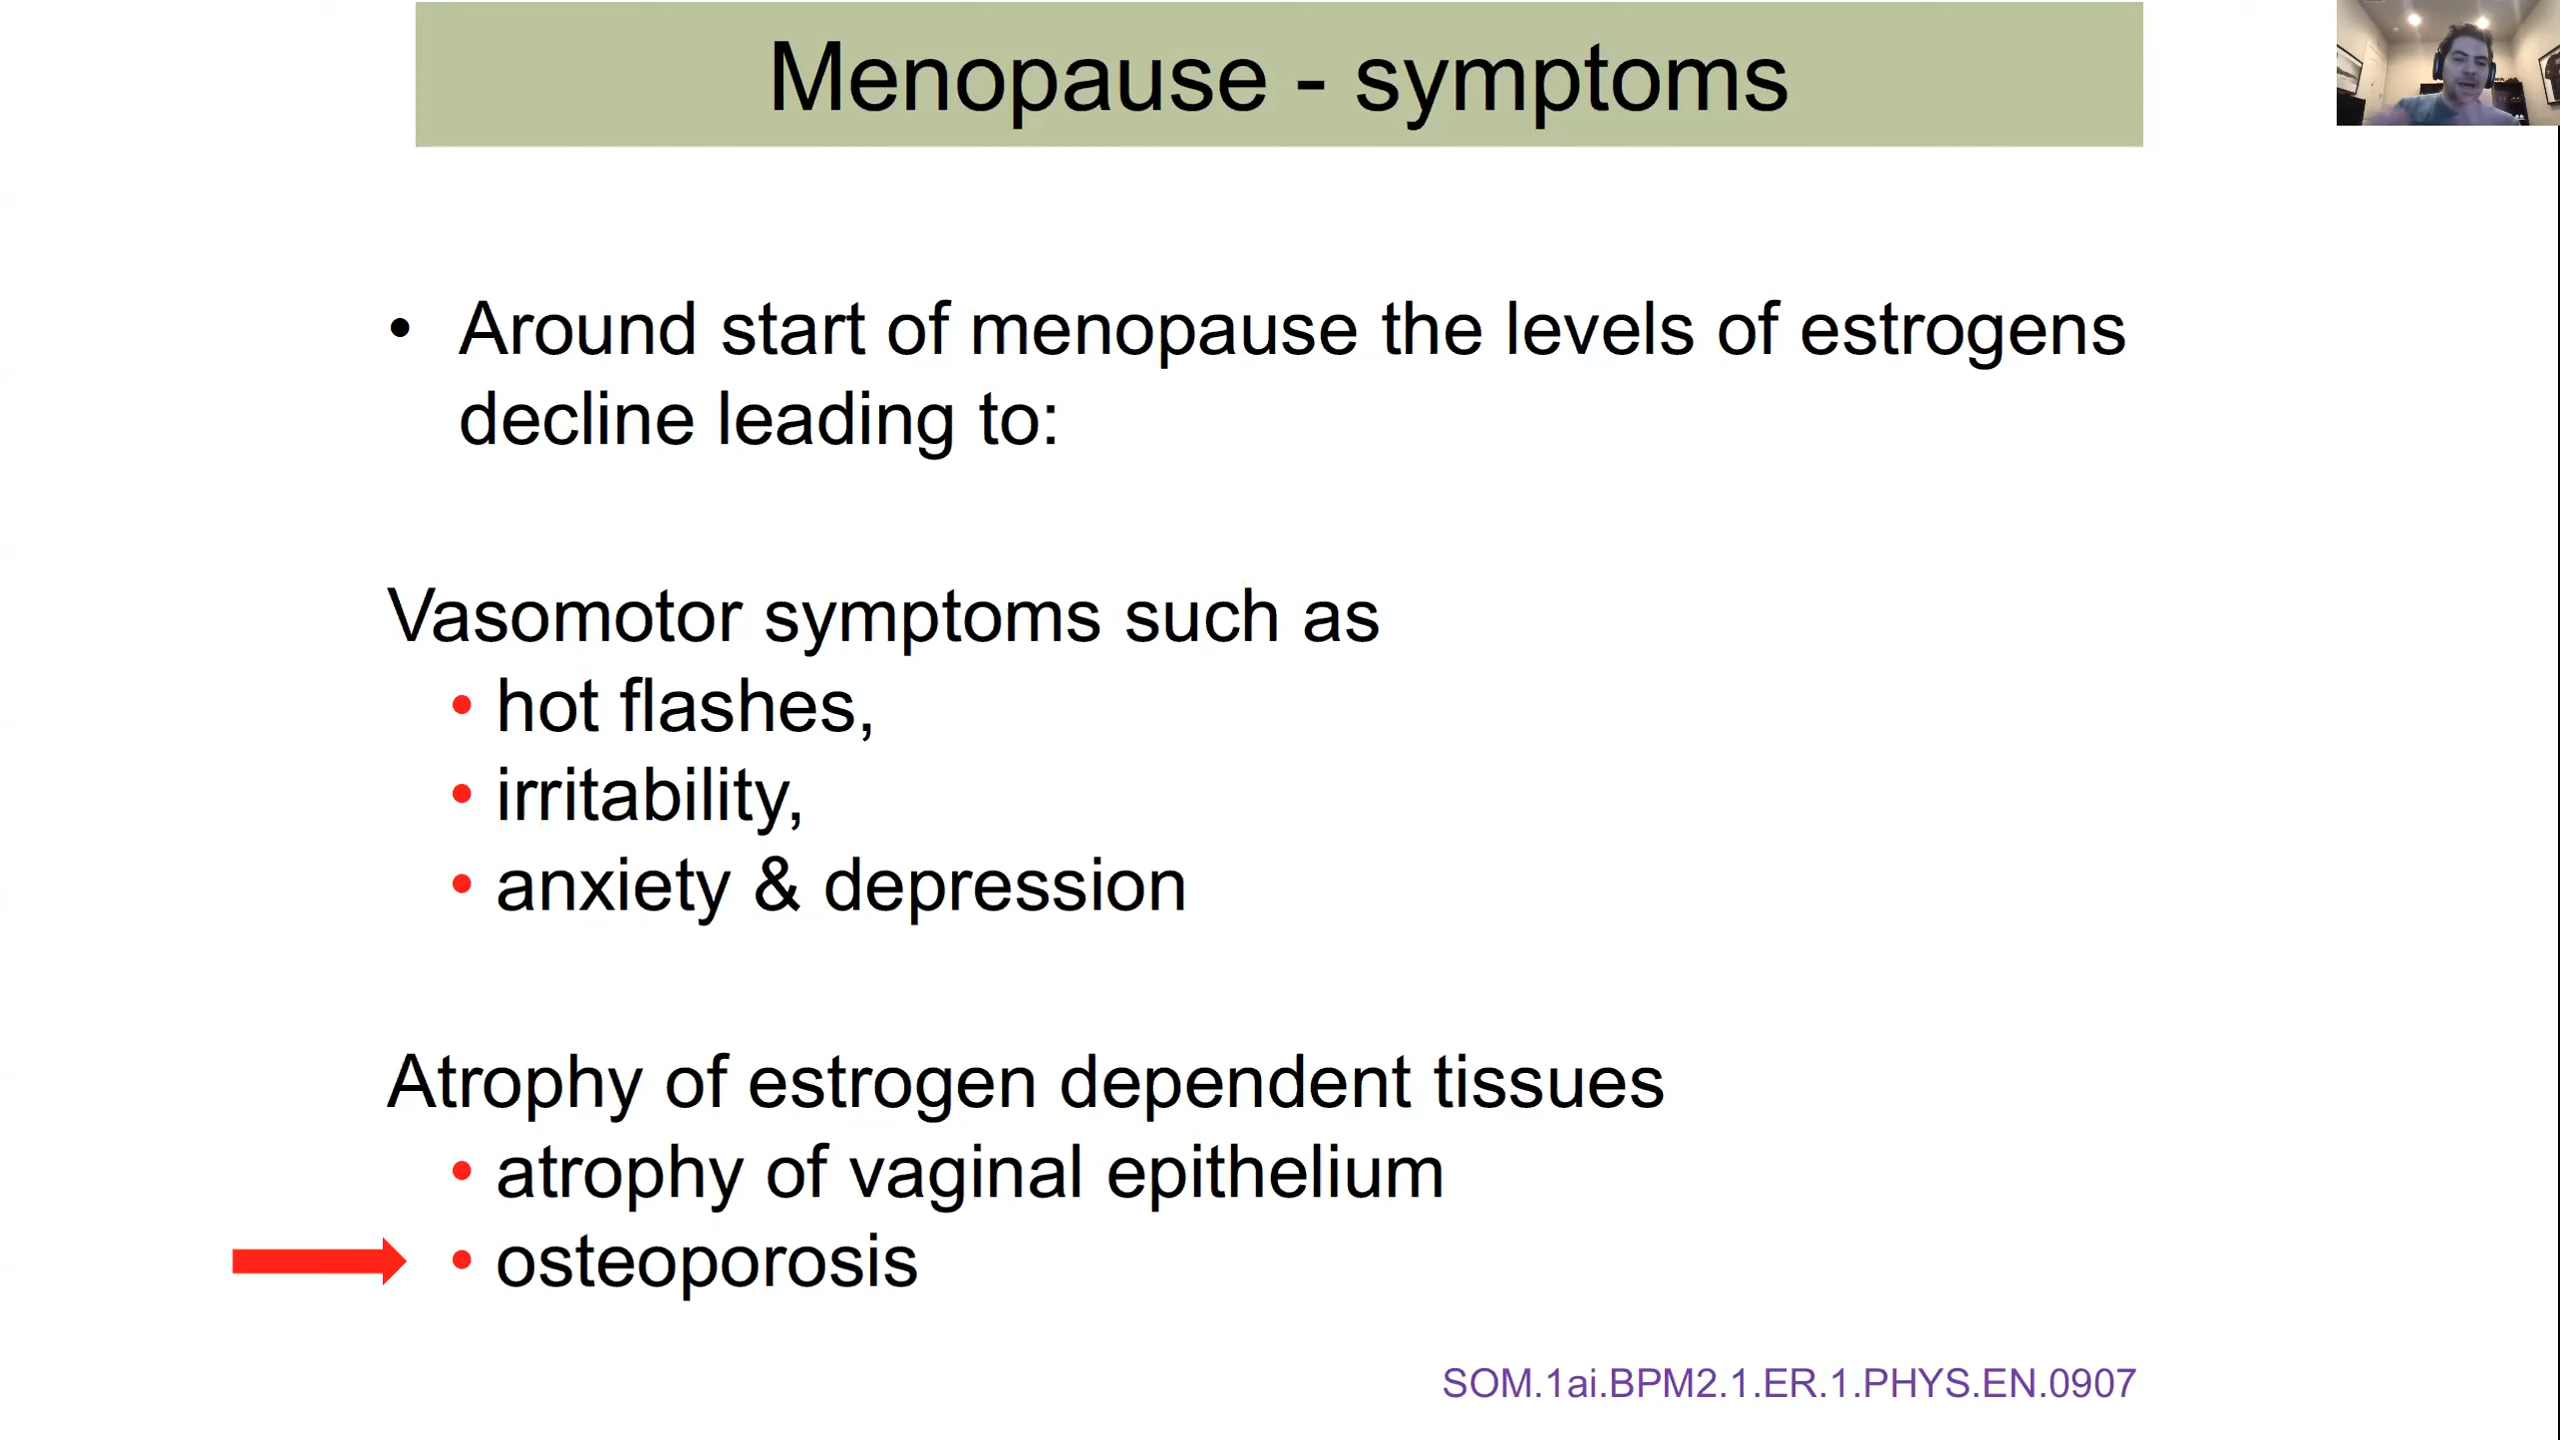 Menopause - symptoms
• Around start of menopause the levels of estrogens
decline leading to:
Vasomotor symptoms such as
• hot flashes,
• irritability,
• anxiety & depression
Atrophy of estrogen dependent tissues
• atrophy of vaginal epithelium
• osteoporosis
SOM.1ai.BPM2.1.ER.1.PHYS.EN.0907